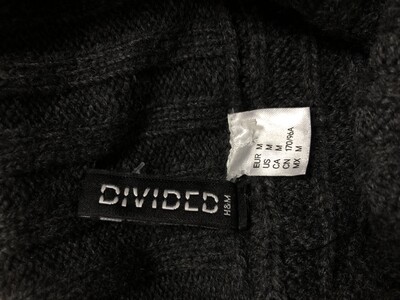 DIVIDED
H&M
EUR M
US M
CA M
CN 170/96A
MX M